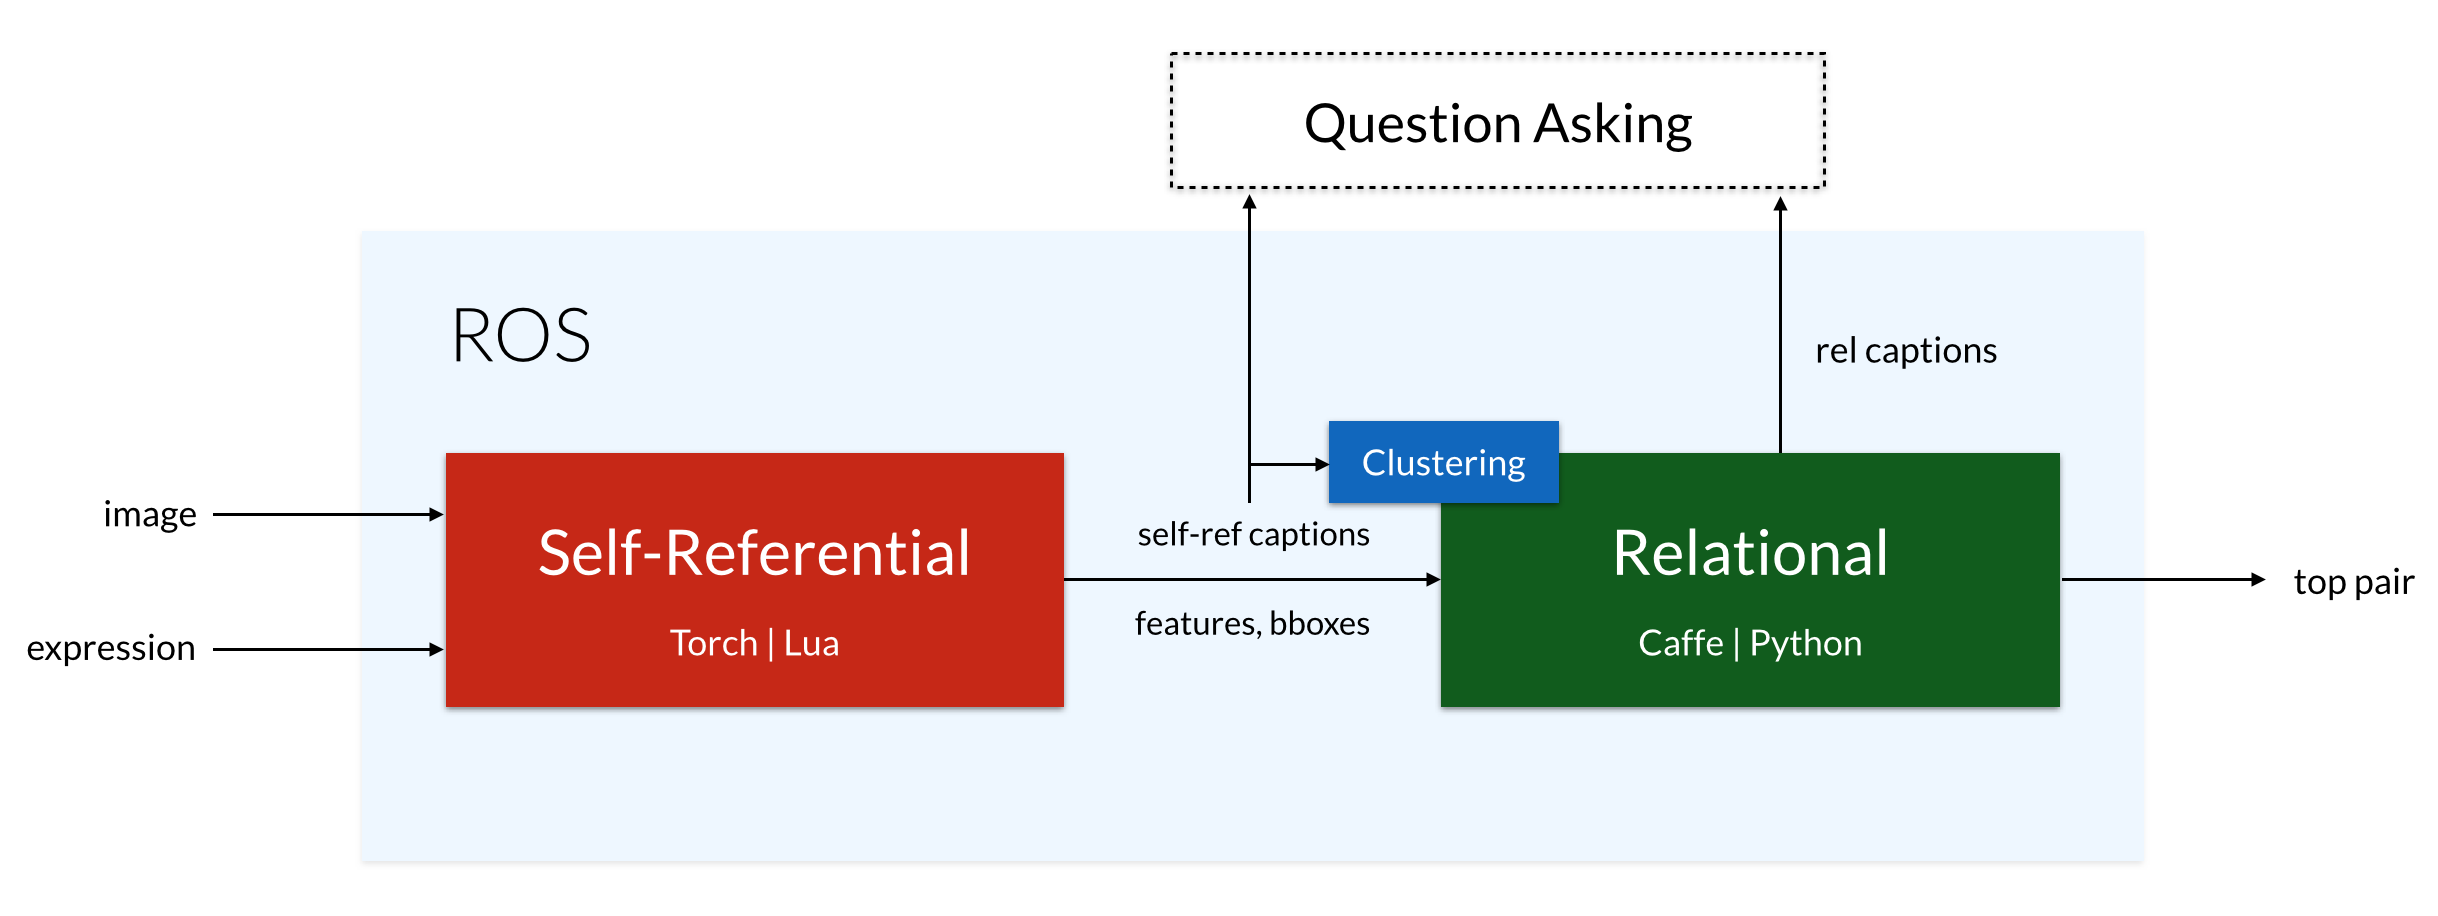 Question Asking
ROS
rel captions
Clustering
image
expression
Self-Referential
Torch | Lua
self-ref captions
features, bboxes
Relational
Caffe | Python
top pair